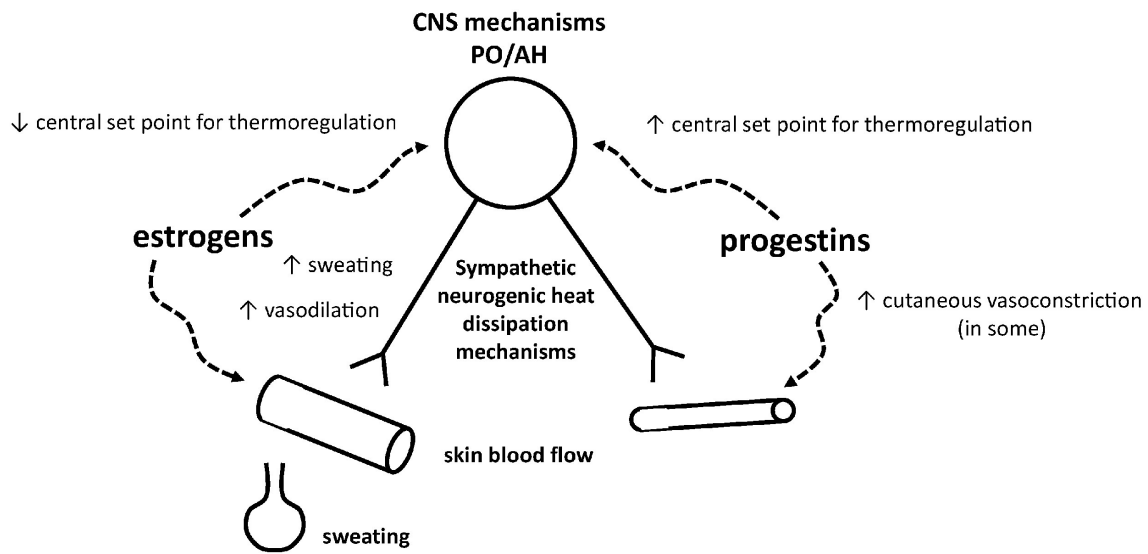 CNS mechanisms
PO/AH
↓ central set point for thermoregulation
↑ central set point for thermoregulation
estrogens
progestins
↑ sweating
↑ vasodilation
Sympathetic
neurogenic heat
dissipation
mechanisms
↑ cutaneous vasoconstriction
(in some)
skin blood flow
sweating